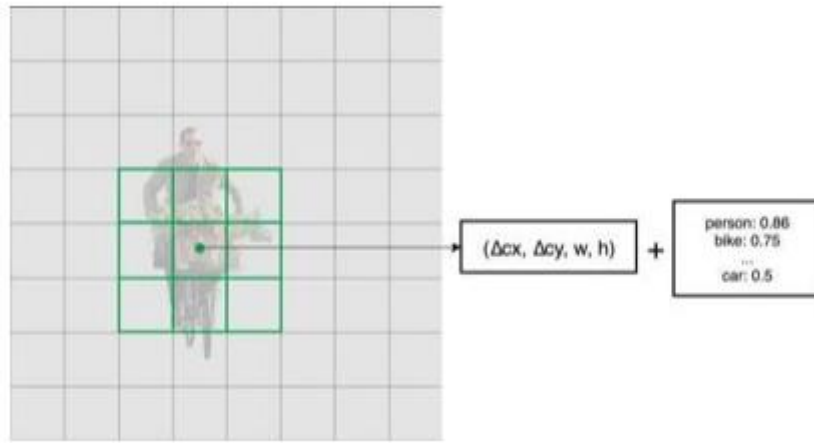 (Δcx, Δcy, w, h)
+
person: 0.86
bike: 0.75
...
car: 0.5